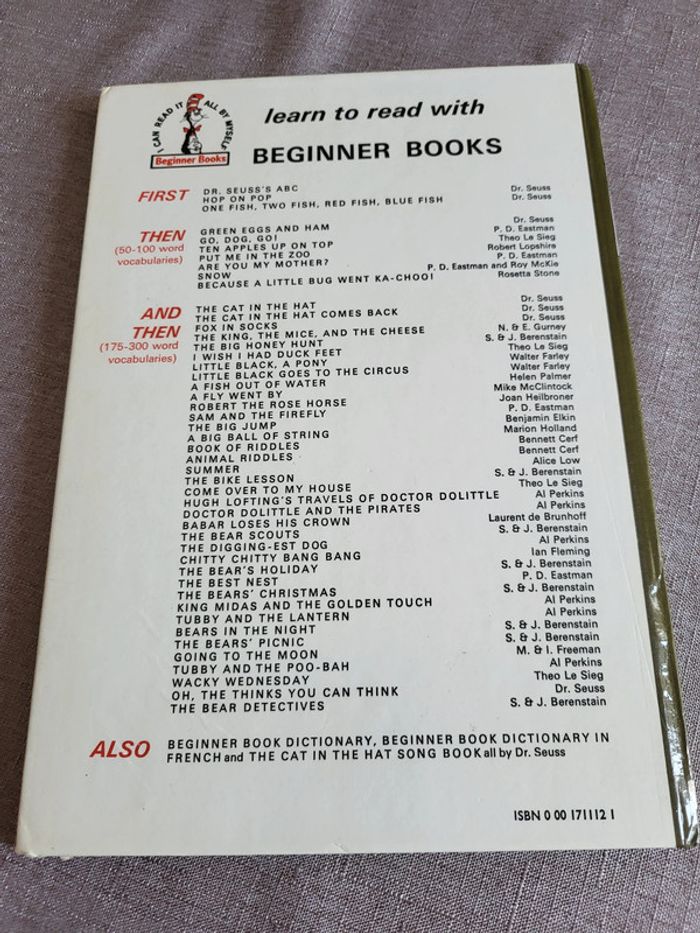 I CAN READ IT ALL BY MYSELF
Beginner Books
learn to read with
BEGINNER BOOKS
FIRST DR. SEUSS'S ABC Dr. Seuss
HOP ON POP Dr. Seuss
ONE FISH, TWO FISH, RED FISH, BLUE FISH
THEN GREEN EGGS AND HAM Dr. Seuss
(50-100 word vocabularies)
GO, DOG, GO! P. D. Eastman
TEN APPLES UP ON TOP Theo Le Sieg
PUT ME IN THE ZOO Robert Lopshire
ARE YOU MY MOTHER? P. D. Eastman
SNOW P. D. Eastman and Roy McKie
BECAUSE A LITTLE BUG WENT KA-CHOO! Rosetta Stone
AND THEN THE CAT IN THE HAT Dr. Seuss
(175-300 word vocabularies)
THE CAT IN THE HAT COMES BACK Dr. Seuss
FOX IN SOCKS Dr. Seuss
THE KING, THE MICE, AND THE CHEESE N. & E. Gurney
THE BIG HONEY HUNT S. & J. Berenstain
I WISH I HAD DUCK FEET Theo Le Sieg
LITTLE BLACK, A PONY Walter Farley
LITTLE BLACK GOES TO THE CIRCUS Walter Farley
A FISH OUT OF WATER Helen Palmer
A FLY WENT BY Mike McClintock
ROBERT THE ROSE HORSE Joan Heilbroner
SAM AND THE FIREFLY P. D. Eastman
THE BIG JUMP Benjamin Elkin
A BIG BALL OF STRING Marion Holland
BOOK OF RIDDLES Bennett Cerf
ANIMAL RIDDLES Bennett Cerf
SUMMER Alice Low
THE BIKE LESSON S. & J. Berenstain
COME OVER TO MY HOUSE Theo Le Sieg
HUGH LOFTING'S TRAVELS OF DOCTOR DOLITTLE Al Perkins
DOCTOR DOLITTLE AND THE PIRATES Al Perkins
BABAR LOSES HIS CROWN Laurent de Brunhoff
THE BEAR SCOUTS S. & J. Berenstain
THE DIGGING-EST DOG Al Perkins
CHITTY CHITTY BANG BANG Ian Fleming
THE BEAR'S HOLIDAY S. & J. Berenstain
THE BEST NEST P. D. Eastman
THE BEARS' CHRISTMAS S. & J. Berenstain
KING MIDAS AND THE GOLDEN TOUCH Al Perkins
TUBBY AND THE LANTERN Al Perkins
BEARS IN THE NIGHT S. & J. Berenstain
THE BEARS' PICNIC S. & J. Berenstain
GOING TO THE MOON M. & I. Freeman
TUBBY AND THE POO-BAH Al Perkins
WACKY WEDNESDAY Theo Le Sieg
OH, THE THINKS YOU CAN THINK Dr. Seuss
THE BEAR DETECTIVES S. & J. Berenstain
ALSO BEGINNER BOOK DICTIONARY, BEGINNER BOOK DICTIONARY IN
FRENCH and THE CAT IN THE HAT SONG BOOK all by Dr. Seuss
ISBN 0 00 171112 1